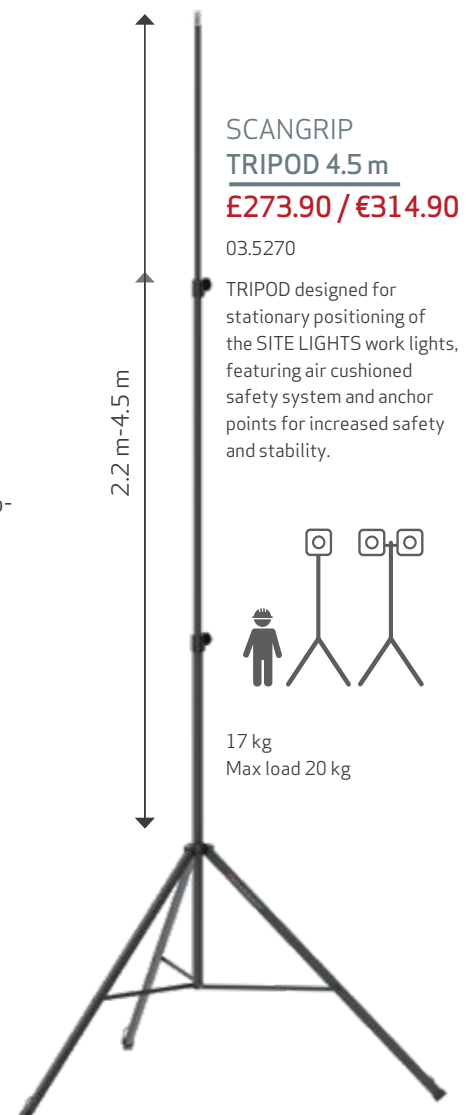 SCANGRIP
TRIPOD 4.5 m
£273.90 / €314.90
03.5270
TRIPOD designed for
stationary positioning of
the SITE LIGHTS work lights,
featuring air cushioned
safety system and anchor
points for increased safety
and stability.
2.2 m-4.5 m
17 kg
Max load 20 kg